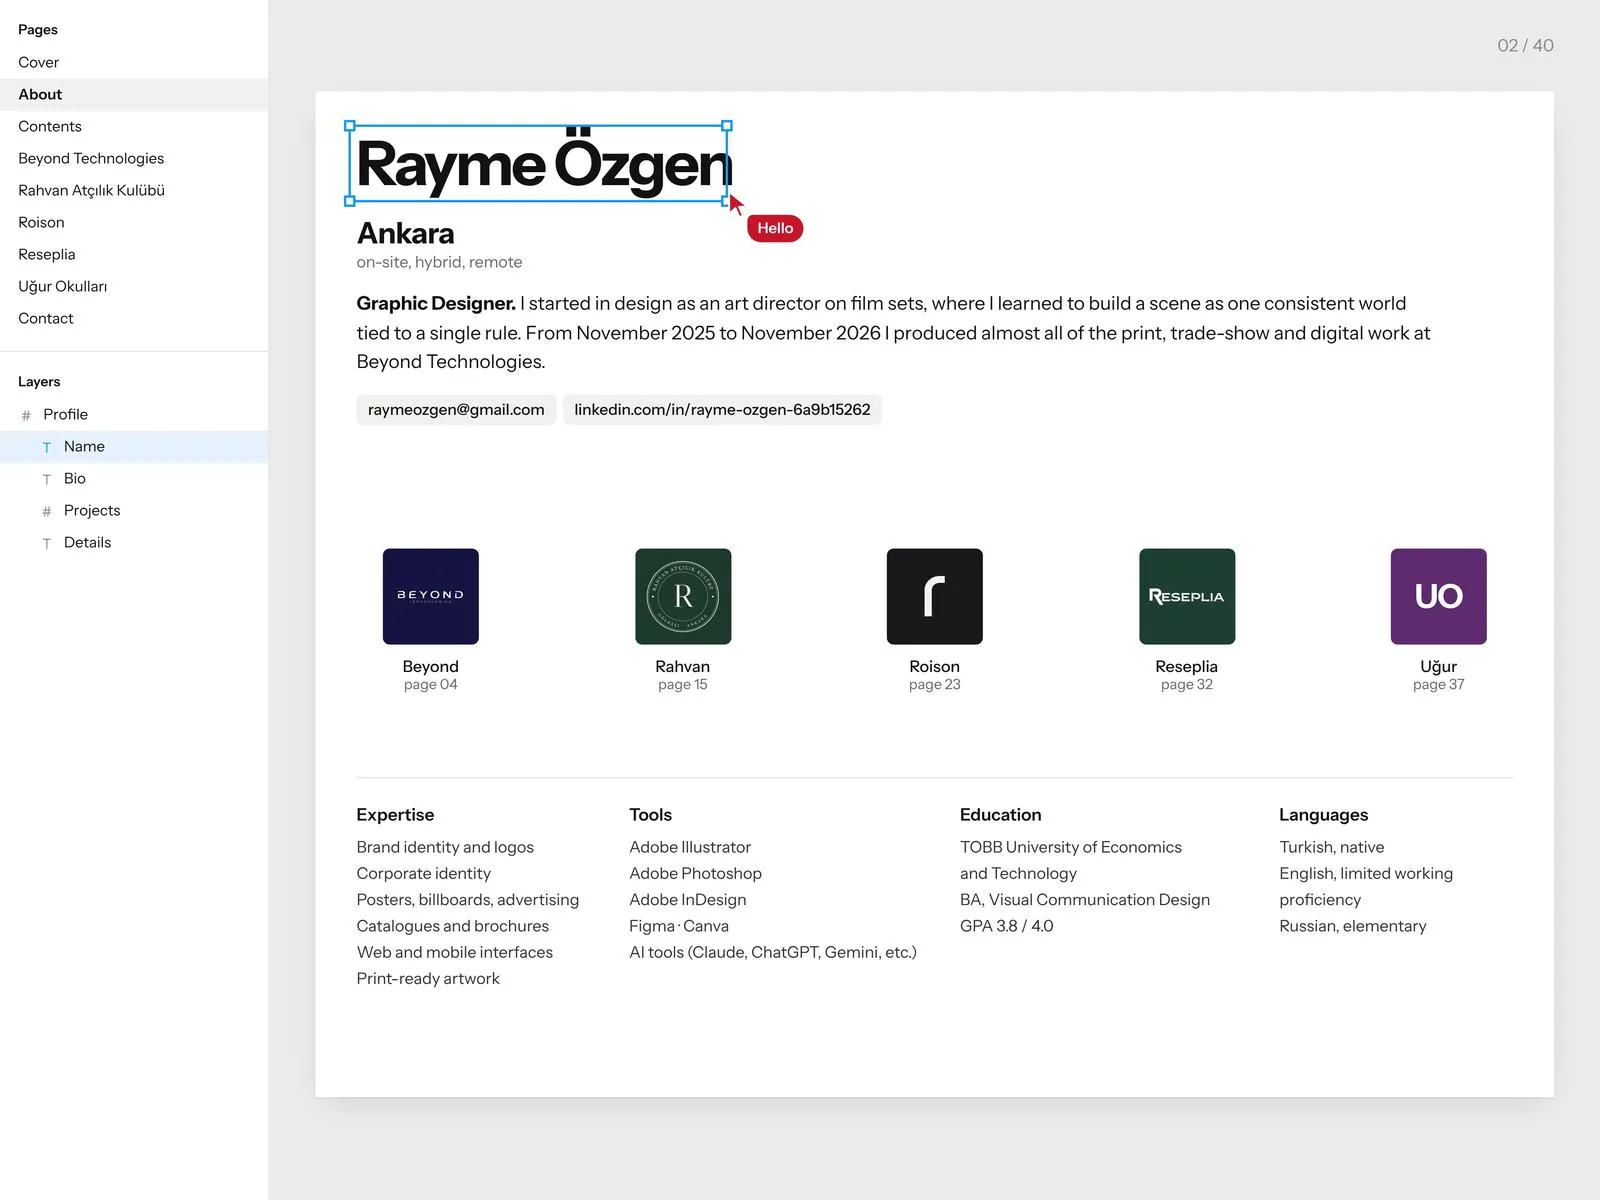 Pages
Cover
About
Contents
Beyond Technologies
Rahvan Atçılık Kulübü
Roison
Reseplia
Uğur Okulları
Contact
Layers
# Profile
T Name
T Bio
# Projects
T Details
02 / 40
Rayme Özgen
Hello
Ankara
on-site, hybrid, remote
Graphic Designer. I started in design as an art director on film sets, where I learned to build a scene as one consistent world
tied to a single rule. From November 2025 to November 2026 I produced almost all of the print, trade-show and digital work at
Beyond Technologies.
raymeozgen@gmail.com
linkedin.com/in/rayme-ozgen-6a9b15262
BEYOND
TECHNOLOGIES
Beyond
page 04
RAHVAN ATÇILIK KULÜBÜ
R
GÖLBAŞI · ANKARA
Rahvan
page 15
r
Roison
page 23
RESEPLIA
Reseplia
page 32
UO
Uğur
page 37
Expertise
Brand identity and logos
Corporate identity
Posters, billboards, advertising
Catalogues and brochures
Web and mobile interfaces
Print-ready artwork
Tools
Adobe Illustrator
Adobe Photoshop
Adobe InDesign
Figma · Canva
AI tools (Claude, ChatGPT, Gemini, etc.)
Education
TOBB University of Economics
and Technology
BA, Visual Communication Design
GPA 3.8 / 4.0
Languages
Turkish, native
English, limited working
proficiency
Russian, elementary